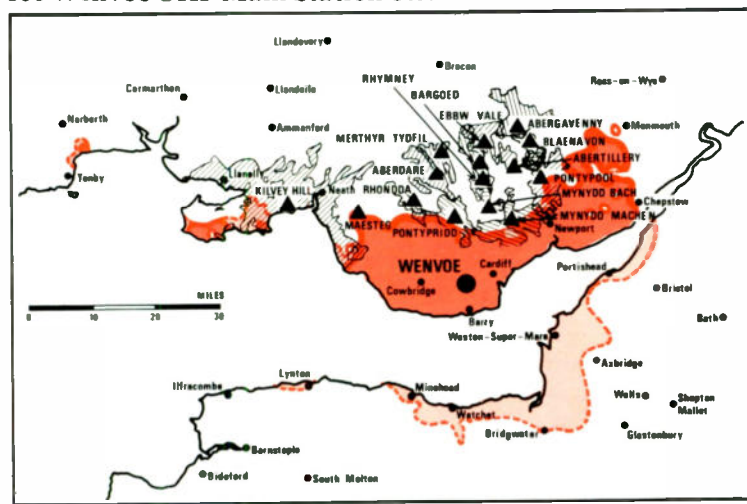 Llandovery
Brecon
Ross-on-Wye
RHYMNEY
BARGOED
Carmarthen
Llandeilo
EBBW VALE
ABERGAVENNY
Narberth
Ammanford
MERTHYR TYDFIL
BLAENAVON
Monmouth
ABERTILLERY
ABERDARE
PONTYPOOL
Tenby
Llanelly
KILVEY HILL
Neath
RHONDDA
MYNYDD BACH
Chepstow
MAESTEG
PONTYPRIDD
MYNYDD MACHEN
Newport
WENVOE
Cardiff
Portishead
MILES
Cowbridge
Bristol
0 10 20 30
Barry
Bath
Weston-Super-Mare
Axbridge
Lynton
Ilfracombe
Minehead
Wells
Shepton
Mallet
Watchet
Bridgwater
Glastonbury
Barnstaple
Bideford
South Molton